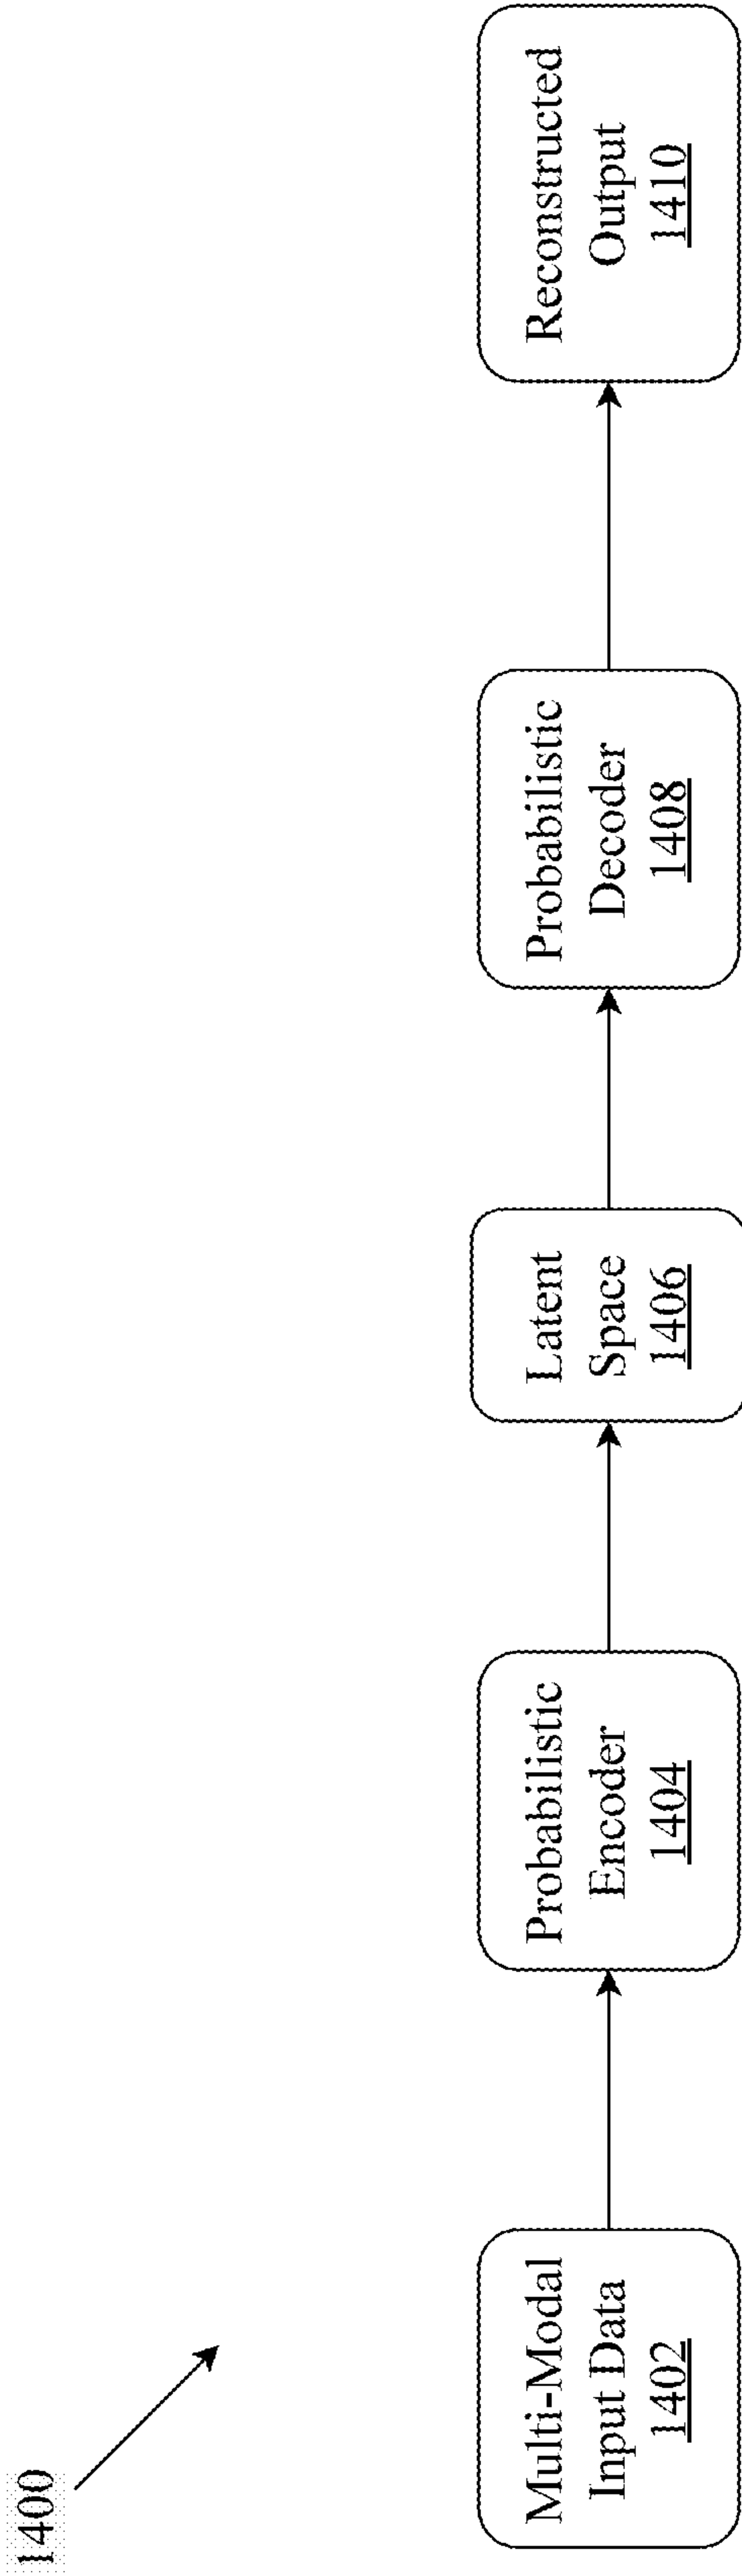 1400
Multi-Modal
Input Data
1402
Probabilistic
Encoder
1404
Latent
Space
1406
Probabilistic
Decoder
1408
Reconstructed
Output
1410